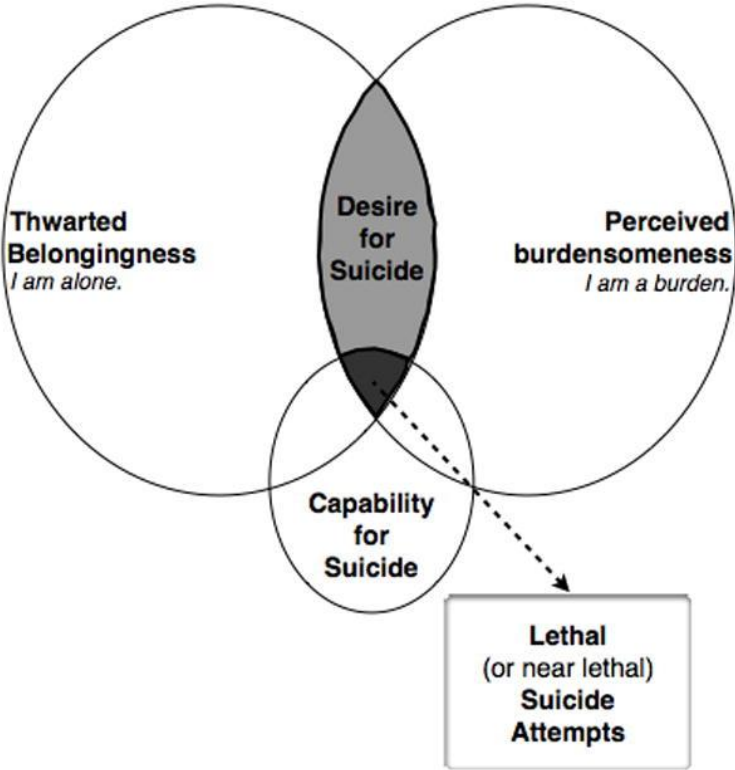 Desire
for
Suicide
Thwarted
Belongingness
I am alone.
Perceived
burdensomeness
I am a burden.
Capability
for
Suicide
Lethal
(or near lethal)
Suicide
Attempts